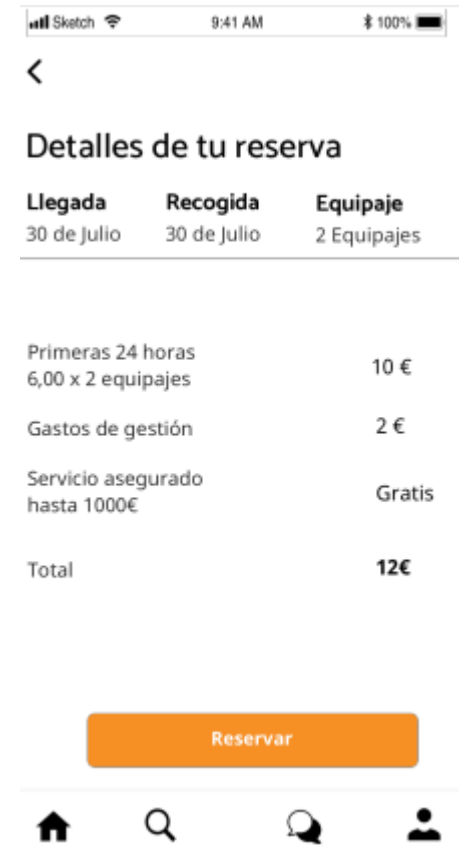 Sketch 9:41 AM 100%
Detalles de tu reserva
Llegada Recogida Equipaje
30 de Julio 30 de Julio 2 Equipajes
Primeras 24 horas
6,00 x 2 equipajes 10 €
Gastos de gestión 2 €
Servicio asegurado
hasta 1000€ Gratis
Total 12€
Reservar